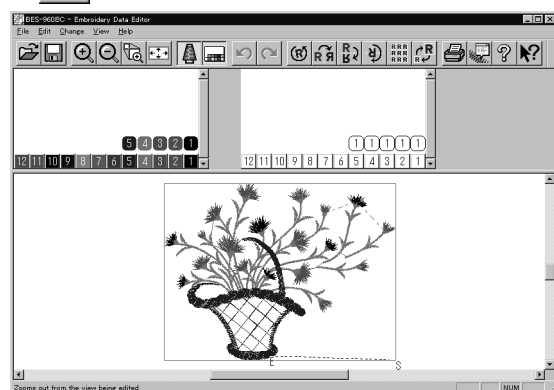 BES-960BC - Embroidery Data Editor
File Edit Change View Help
5 4 3 2 1
1 1 1 1 1
12 11 10 9 8 7 6 5 4 3 2 1
12 11 10 9 8 7 6 5 4 3 2 1
E
S
Zooms out from the view being edited
NUM